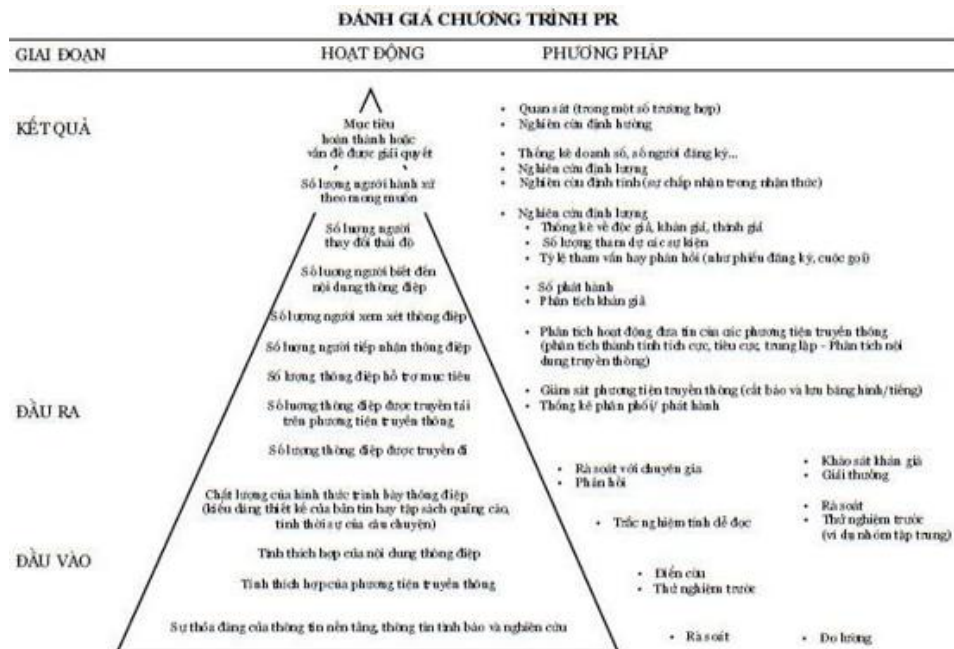 ĐÁNH GIÁ CHƯƠNG TRÌNH PR
GIAI ĐOẠN
HOẠT ĐỘNG
PHƯƠNG PHÁP
KẾT QUẢ
Mục tiêu
hoàn thành hoặc
vấn đề được giải quyết
Số lượng người hành xử
theo mong muốn
Số lượng người
thay đổi thái độ
Số lượng người biết đến
nội dung thông điệp
Số lượng người xem xét thông điệp
Số lượng người tiếp nhận thông điệp
Số lượng thông điệp hỗ trợ mục tiêu
ĐẦU RA
Số lượng thông điệp được truyền tải
trên phương tiện truyền thông
Số lượng thông điệp được truyền đi
Chất lượng của hình thức trình bày thông điệp
(kiểu dáng thiết kế của bản tin hay tập sách quảng cáo,
tính thời sự của câu chuyện)
ĐẦU VÀO
Tính thích hợp của nội dung thông điệp
Tính thích hợp của phương tiện truyền thông
Sự thỏa đáng của thông tin nền tảng, thông tin tình báo và nghiên cứu
• Quan sát (trong một số trường hợp)
• Nghiên cứu định hướng
• Thống kê doanh số, số người đăng ký...
• Nghiên cứu định lượng
• Nghiên cứu định tính (sự chấp nhận trong nhận thức)
• Nghiên cứu định lượng
• Thống kê về độc giả, khán giả, thính giả
• Số lượng tham dự các sự kiện
• Tỷ lệ tham vấn hay phản hồi (như phiếu đăng ký, cuộc gọi)
• Số phát hành
• Phân tích khán giả
• Phân tích hoạt động đưa tin của các phương tiện truyền thông
(phân tích thành tính tích cực, tiêu cực, trung lập - Phân tích nội
dung truyền thông)
• Giám sát phương tiện truyền thông (cắt báo và lưu băng hình/tiếng)
• Thống kê phân phối/ phát hành
• Rà soát với chuyên gia
• Phản hồi
• Khảo sát khán giả
• Giải thưởng
• Trắc nghiệm tính dễ đọc
• Rà soát
• Thử nghiệm trước
(ví dụ nhóm tập trung)
• Điển cứu
• Thử nghiệm trước
• Rà soát
• Đo lường